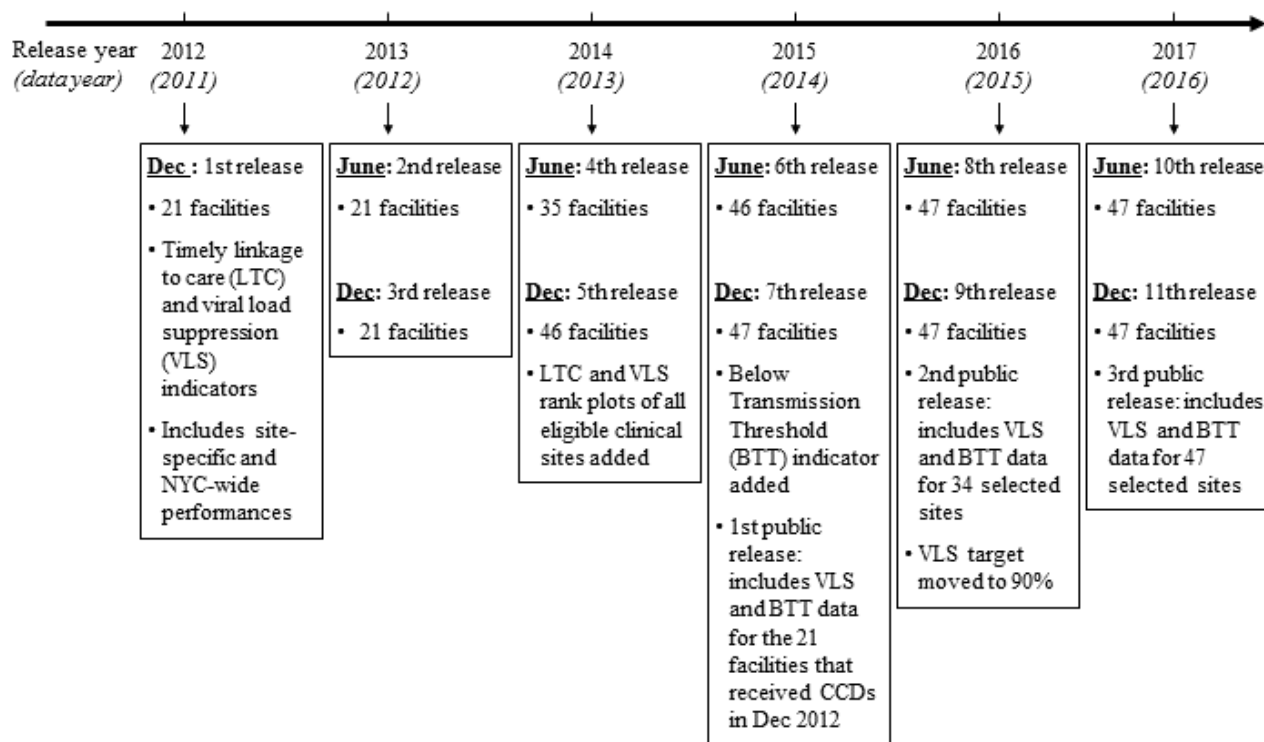 Release year
(data year)
2012
(2011)
2013
(2012)
2014
(2013)
2015
(2014)
2016
(2015)
2017
(2016)
Dec : 1st release
• 21 facilities
• Timely linkage
to care (LTC)
and viral load
suppression
(VLS)
indicators
• Includes site-
specific and
NYC-wide
performances
June: 2nd release
• 21 facilities
Dec: 3rd release
• 21 facilities
June: 4th release
• 35 facilities
Dec: 5th release
• 46 facilities
• LTC and VLS
rank plots of all
eligible clinical
sites added
June: 6th release
• 46 facilities
Dec: 7th release
• 47 facilities
• Below
Transmission
Threshold
(BTT) indicator
added
• 1st public
release:
includes VLS
and BTT data
for the 21
facilities that
received CCDs
in Dec 2012
June: 8th release
• 47 facilities
Dec: 9th release
• 47 facilities
• 2nd public
release:
includes VLS
and BTT data
for 34 selected
sites
• VLS target
moved to 90%
June: 10th release
• 47 facilities
Dec: 11th release
• 47 facilities
• 3rd public
release: includes
VLS and BTT
data for 47
selected sites